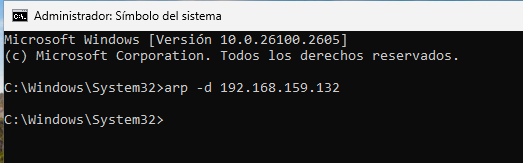 Administrador: Símbolo del sistema
Microsoft Windows [Versión 10.0.26100.2605]
(c) Microsoft Corporation. Todos los derechos reservados.
C:\Windows\System32>arp -d 192.168.159.132
C:\Windows\System32>